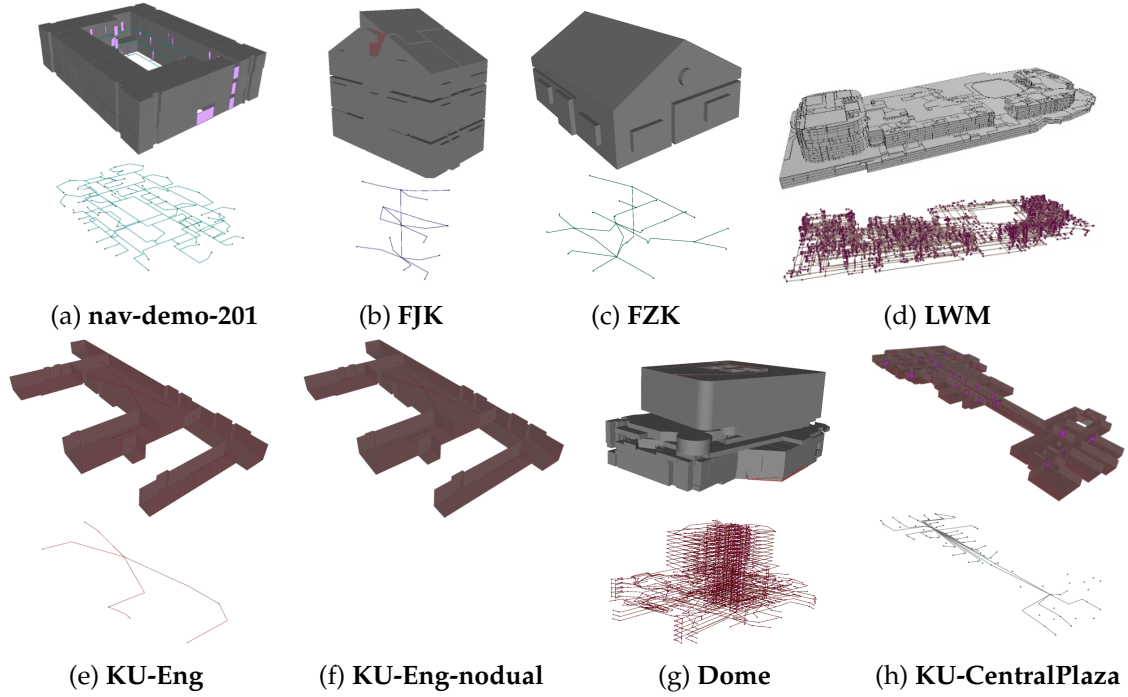 (a) nav-demo-201
(b) FJK
(c) FZK
(d) LWM
(e) KU-Eng
(f) KU-Eng-nodual
(g) Dome
(h) KU-CentralPlaza